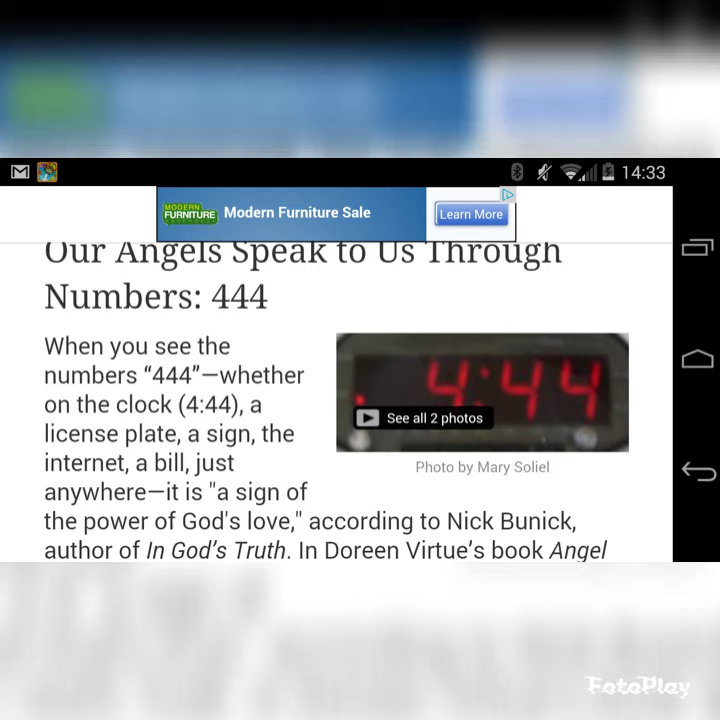 14:33
MODERN
FURNITURE
Modern Furniture Sale
Learn More
Our Angels Speak to Us Through
Numbers: 444
When you see the
numbers “444”—whether
on the clock (4:44), a
license plate, a sign, the
internet, a bill, just
anywhere—it is "a sign of
the power of God's love," according to Nick Bunick,
author of In God’s Truth. In Doreen Virtue’s book Angel
4:44
See all 2 photos
Photo by Mary Soliel
FotoPlay